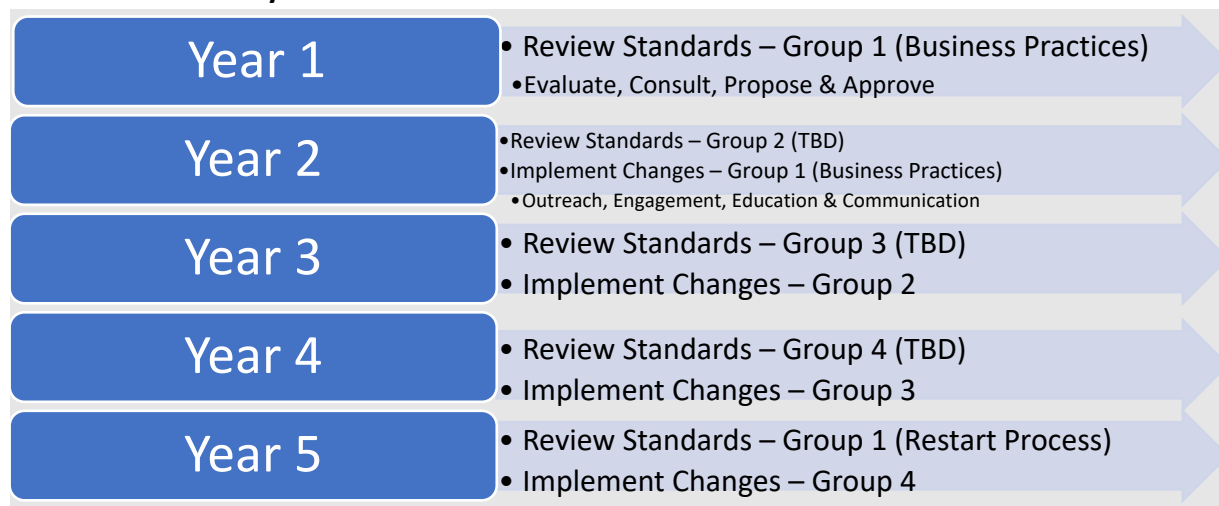 Year 1
• Review Standards – Group 1 (Business Practices)
•Evaluate, Consult, Propose & Approve
Year 2
•Review Standards – Group 2 (TBD)
•Implement Changes – Group 1 (Business Practices)
•Outreach, Engagement, Education & Communication
Year 3
• Review Standards – Group 3 (TBD)
• Implement Changes – Group 2
Year 4
• Review Standards – Group 4 (TBD)
• Implement Changes – Group 3
Year 5
• Review Standards – Group 1 (Restart Process)
• Implement Changes – Group 4